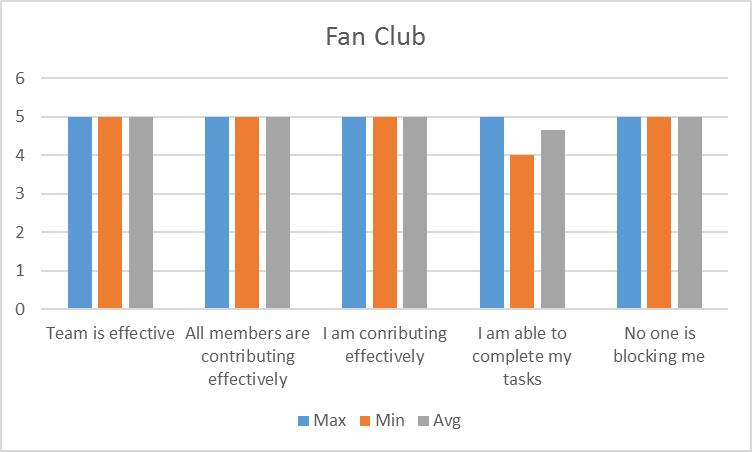 Fan Club
6
5
4
3
2
1
0
Team is effective
All members are
contributing
effectively
I am conributing
effectively
I am able to
complete my
tasks
No one is
blocking me
Max Min Avg